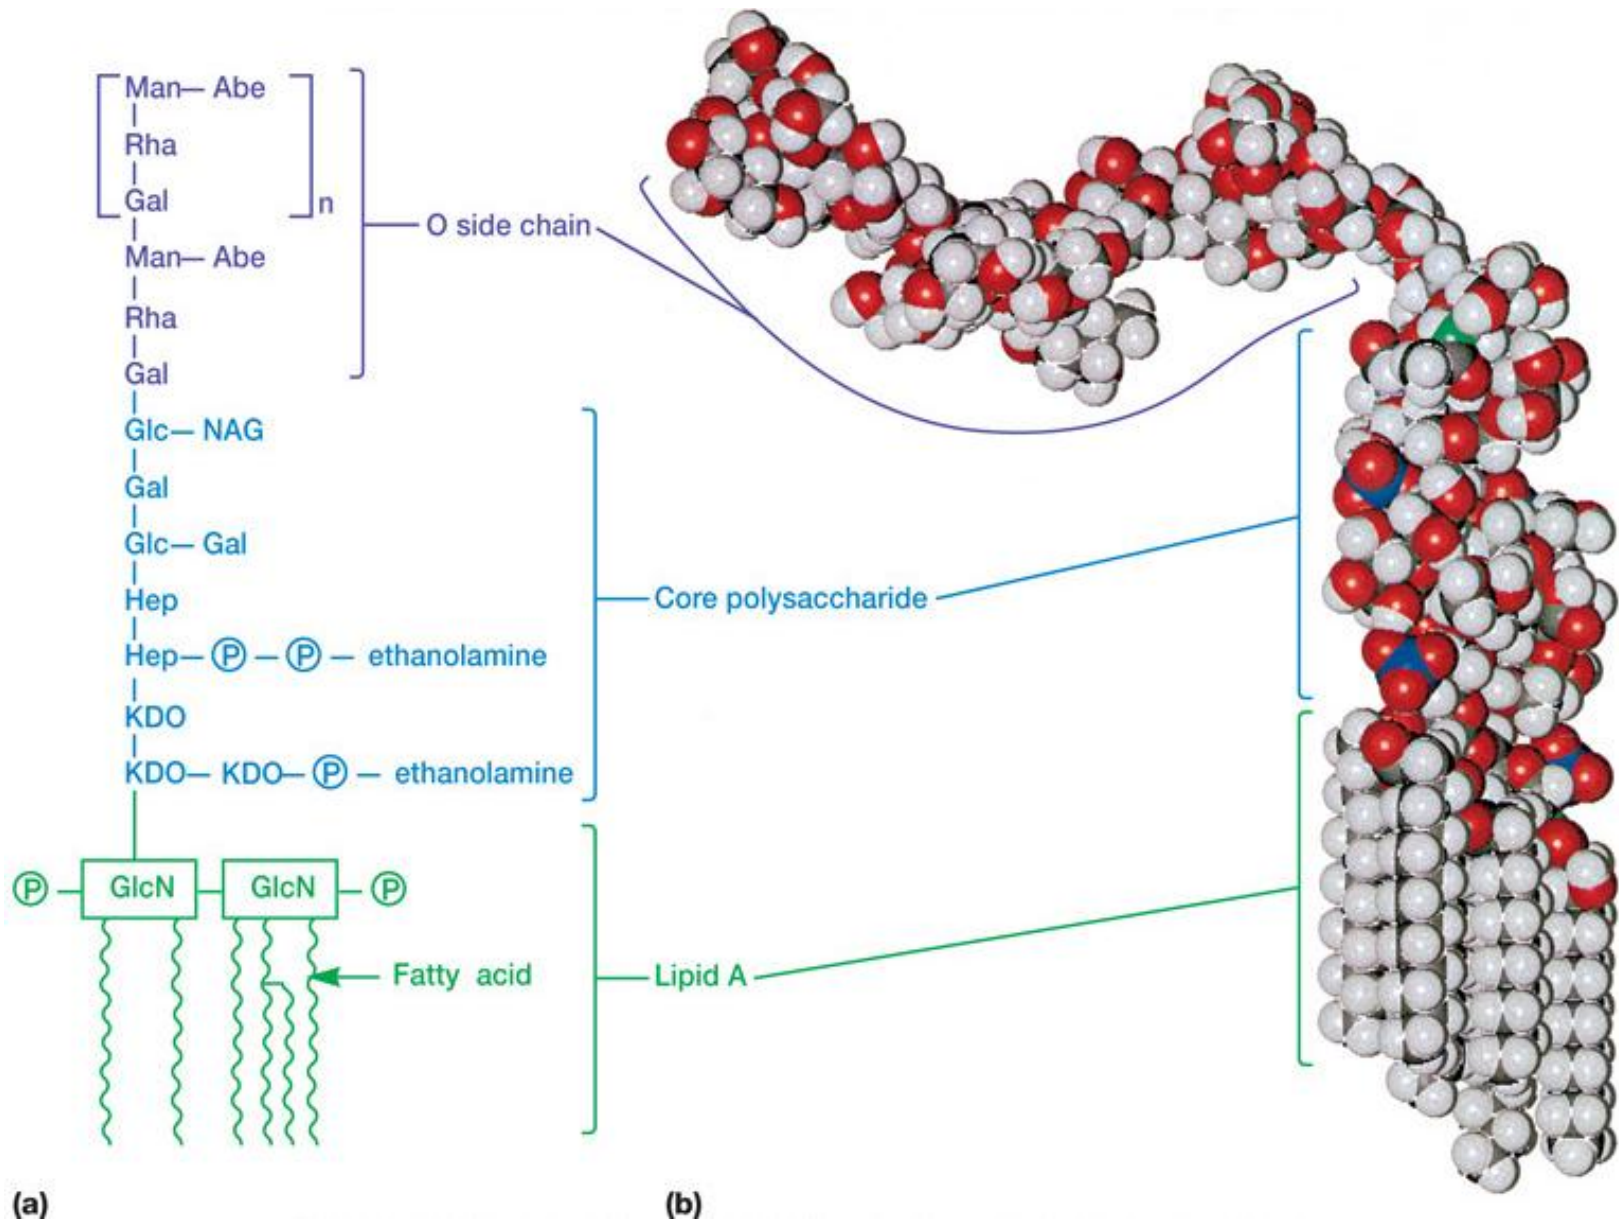 Man— Abe
Rha
Gal
n
Man— Abe
Rha
Gal
O side chain
Glc— NAG
Gal
Glc— Gal
Hep
Hep— P — P — ethanolamine
KDO
KDO— KDO— P — ethanolamine
Core polysaccharide
P — GlcN — GlcN — P
Fatty acid
Lipid A
(a)
(b)